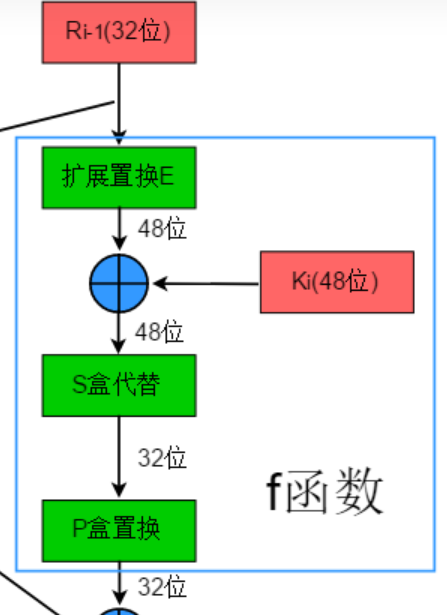 Ri-1(32位)
扩展置换E
48位
Ki(48位)
48位
S盒代替
32位
f函数
P盒置换
32位